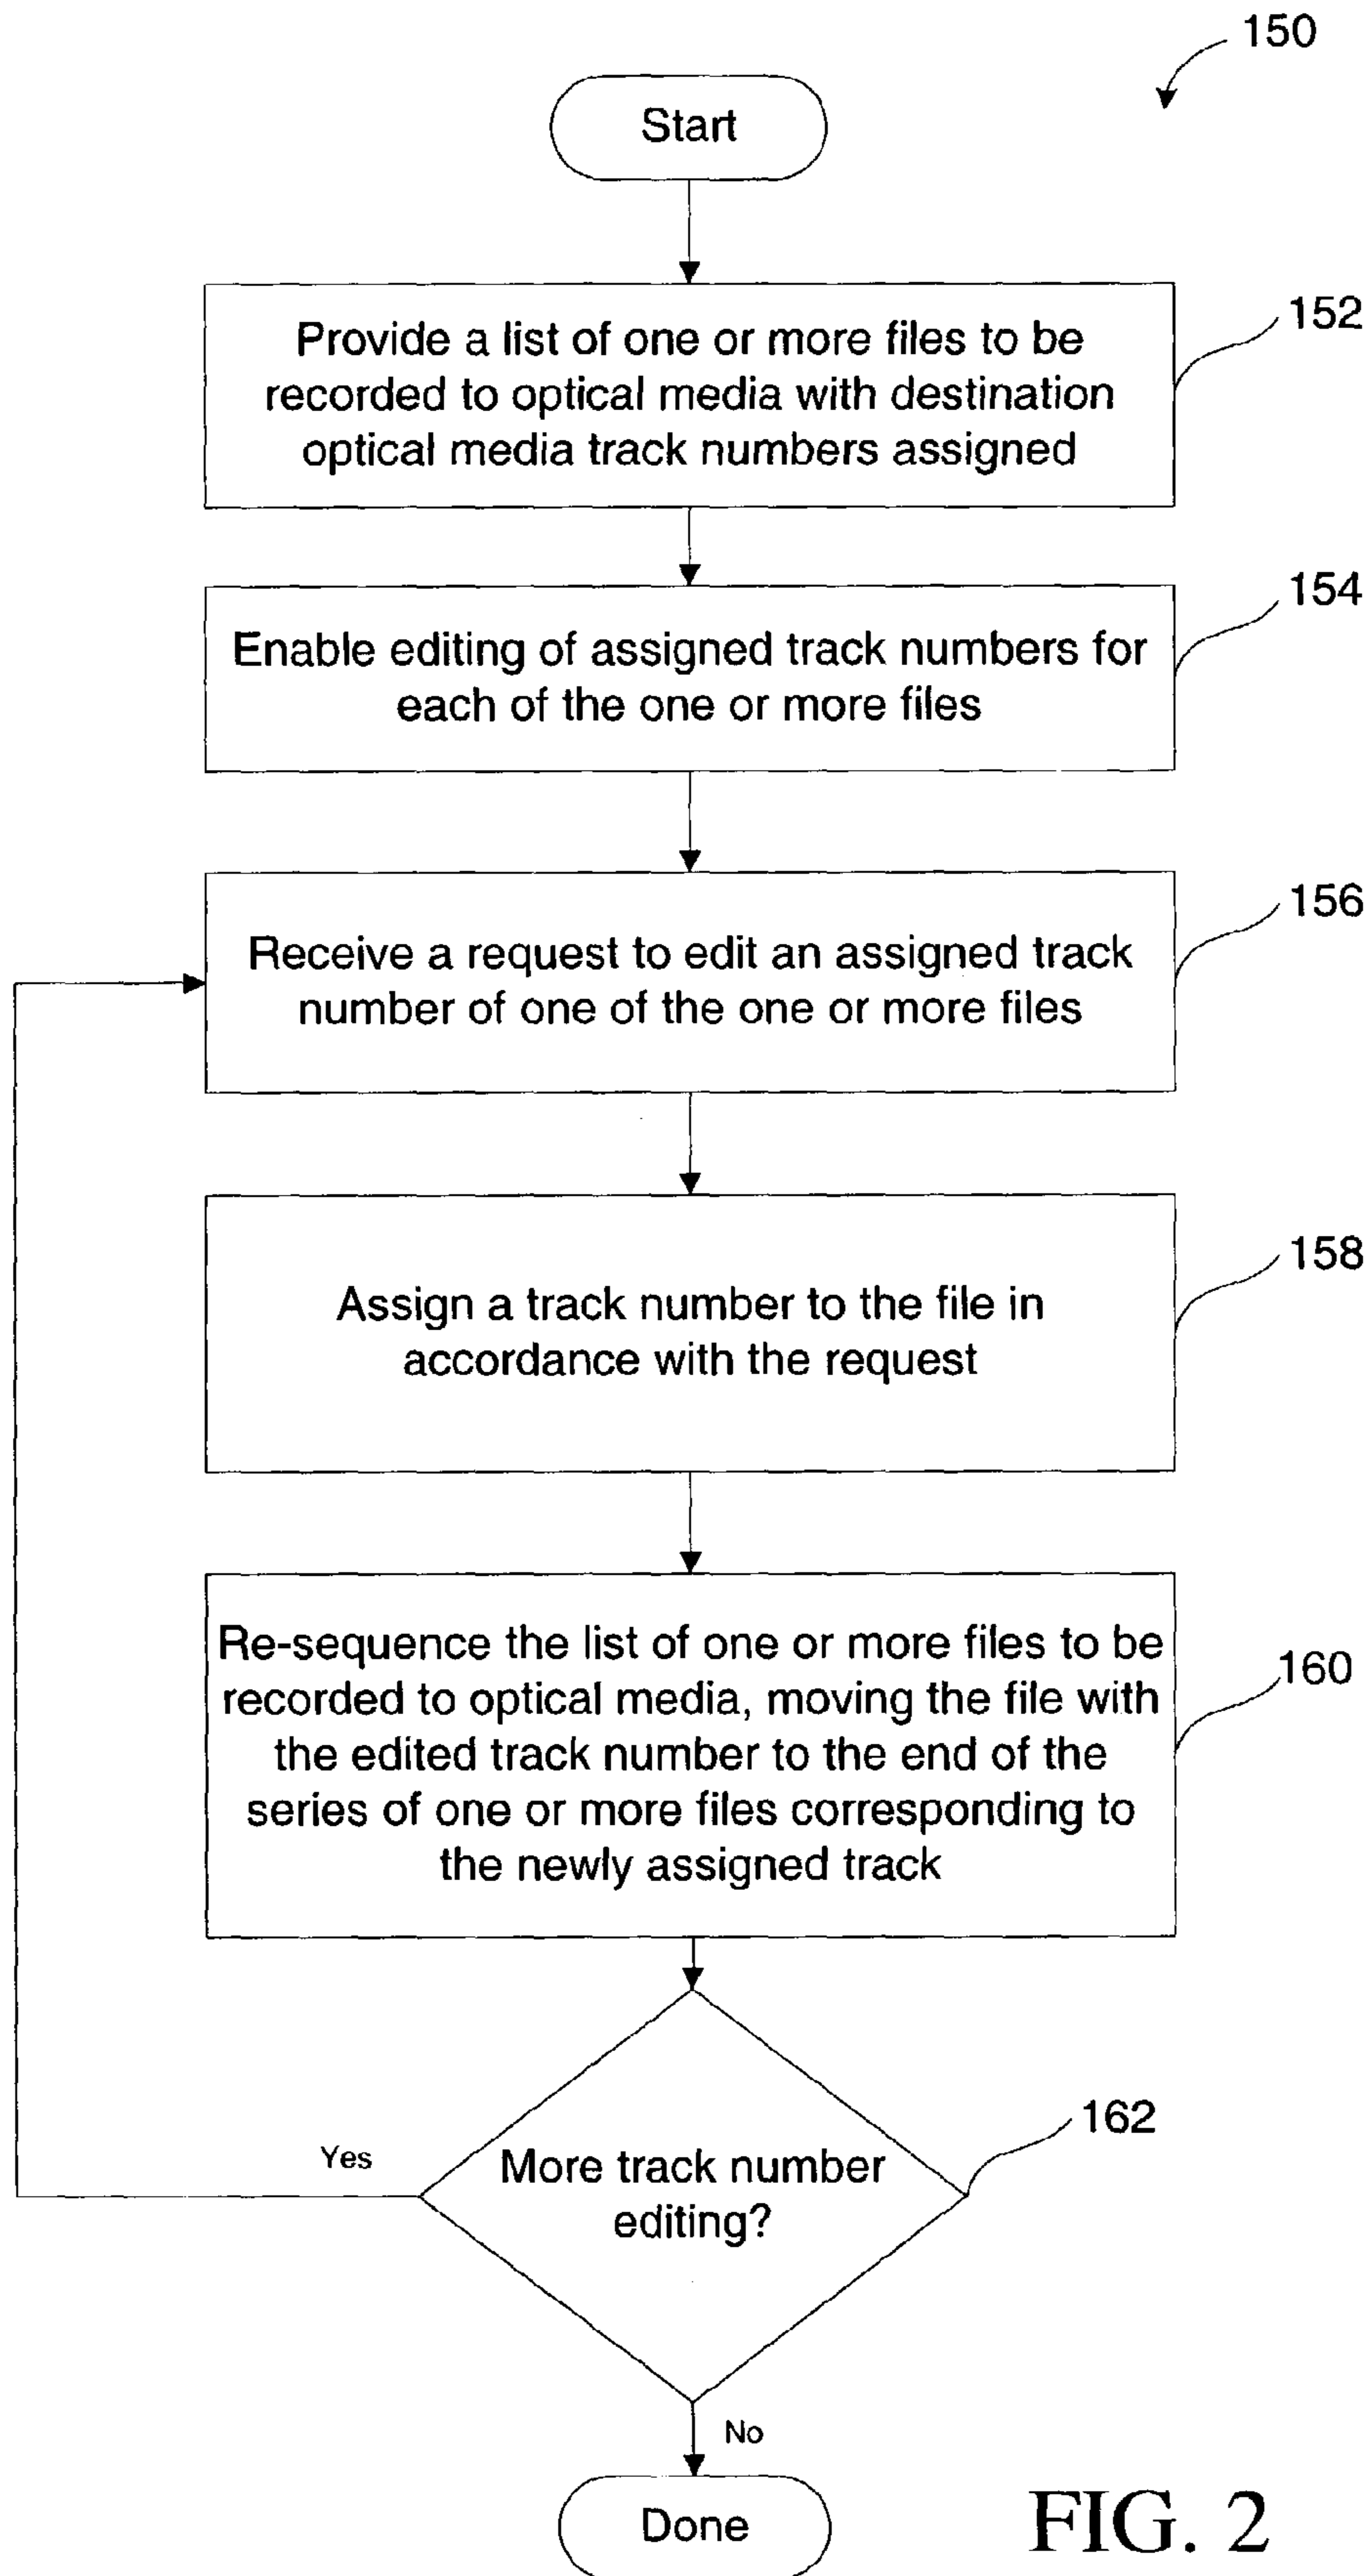 150
Start
Provide a list of one or more files to be
recorded to optical media with destination
optical media track numbers assigned
152
Enable editing of assigned track numbers for
each of the one or more files
154
Receive a request to edit an assigned track
number of one of the one or more files
156
Assign a track number to the file in
accordance with the request
158
Re-sequence the list of one or more files to be
recorded to optical media, moving the file with
the edited track number to the end of the
series of one or more files corresponding to
the newly assigned track
160
More track number
editing?
162
Yes
No
Done
FIG. 2